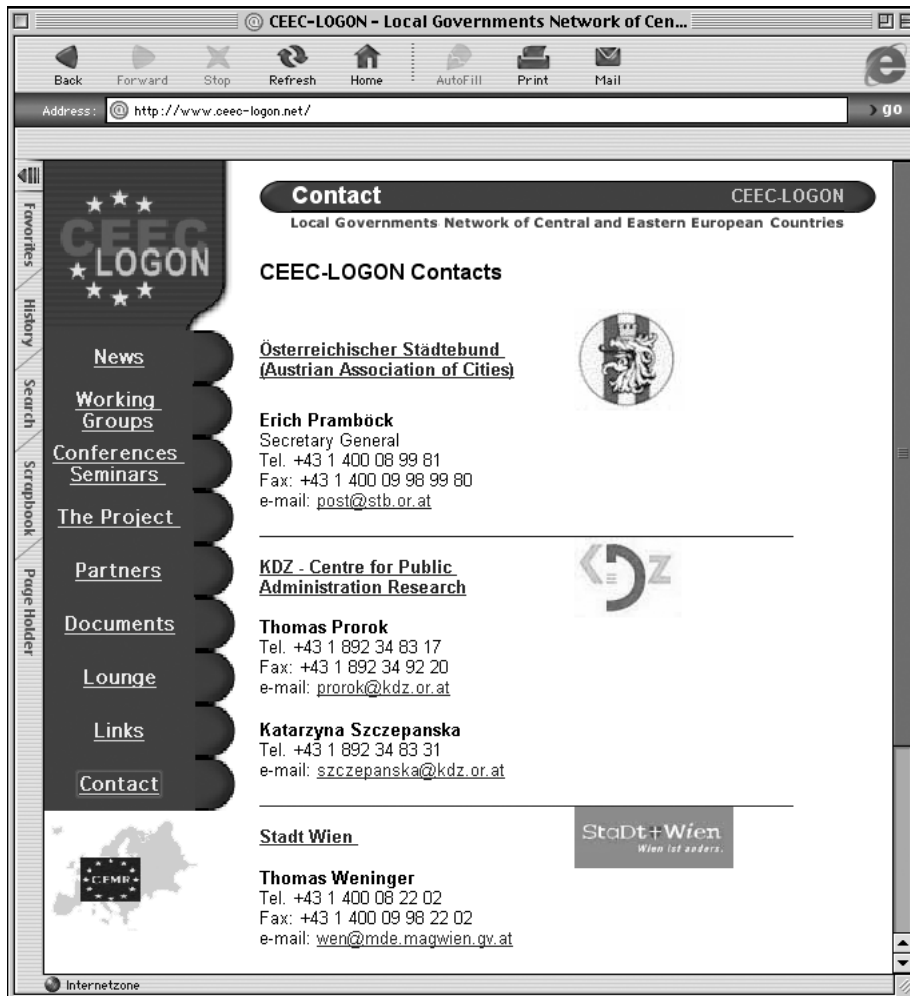 CEEC-LOGON - Local Governments Network of Cen...
Back
Forward
Stop
Refresh
Home
AutoFill
Print
Mail
Address:
http://www.ceec-logon.net/
go
Favorites
History
Search
Scrapbook
Page Holder
CEEC
LOGON
News
Working
Groups
Conferences
Seminars
The Project
Partners
Documents
Lounge
Links
Contact
CEMR
Contact
CEEC-LOGON
Local Governments Network of Central and Eastern European Countries
CEEC-LOGON Contacts
Österreichischer Städtebund
(Austrian Association of Cities)
Erich Pramböck
Secretary General
Tel. +43 1 400 08 99 81
Fax: +43 1 400 09 98 99 80
e-mail: post@stb.or.at
KDZ - Centre for Public
Administration Research
KDZ
Thomas Prorok
Tel. +43 1 892 34 83 17
Fax: +43 1 892 34 92 20
e-mail: prorok@kdz.or.at
Katarzyna Szczepanska
Tel. +43 1 892 34 83 31
e-mail: szczepanska@kdz.or.at
Stadt Wien
StaDt+Wien
Wien ist anders.
Thomas Weninger
Tel. +43 1 400 08 22 02
Fax: +43 1 400 09 98 22 02
e-mail: wen@mde.magwien.gv.at
Internetzone